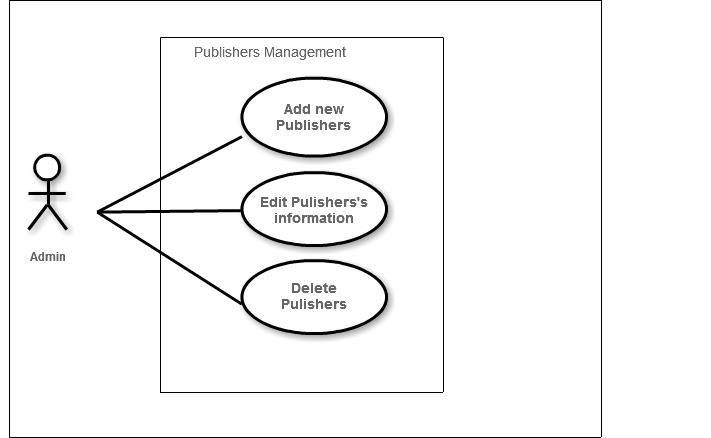 Publishers Management
Add new
Publishers
Edit Pulishers's
information
Admin
Delete
Pulishers